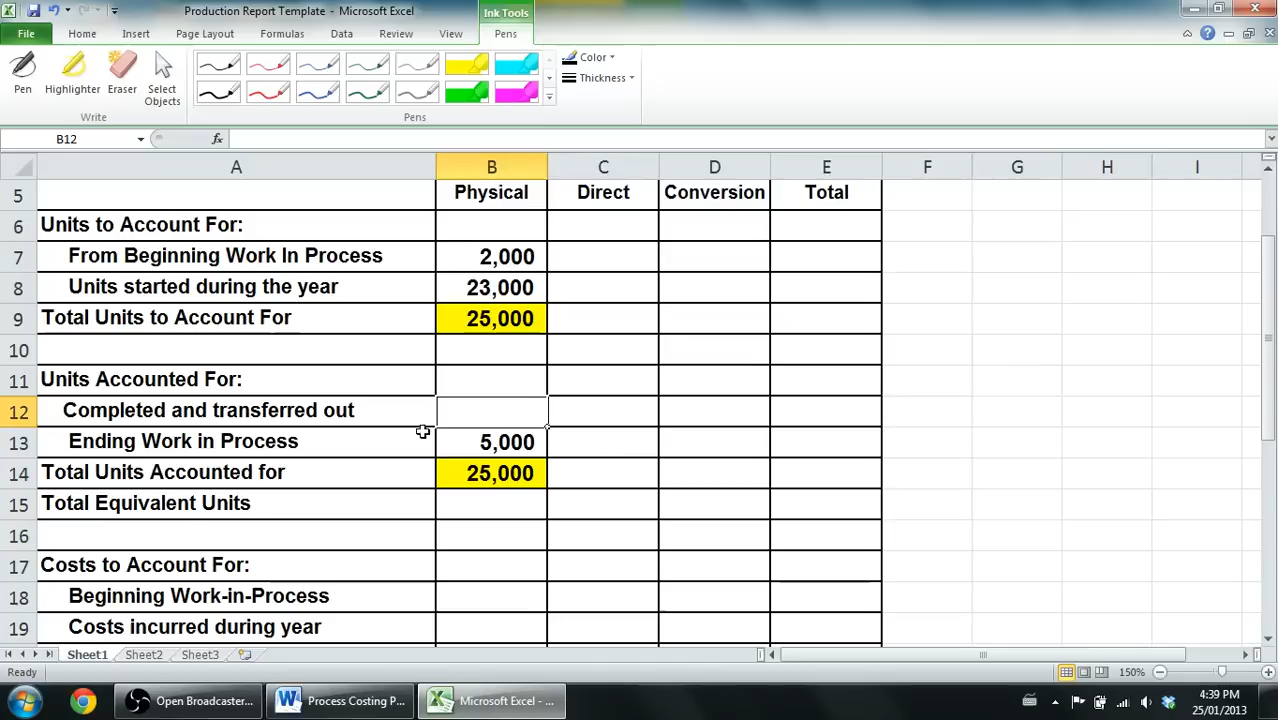 Production Report Template - Microsoft Excel
Ink Tools
File Home Insert Page Layout Formulas Data Review View Pens
Pen Highlighter Eraser Select Objects
Color
Thickness
Write Pens
B12 fx
A B C D E F G H I
5 Physical Direct Conversion Total
6 Units to Account For:
7 From Beginning Work In Process 2,000
8 Units started during the year 23,000
9 Total Units to Account For 25,000
10
11 Units Accounted For:
12 Completed and transferred out
13 Ending Work in Process 5,000
14 Total Units Accounted for 25,000
15 Total Equivalent Units
16
17 Costs to Account For:
18 Beginning Work-in-Process
19 Costs incurred during year
Sheet1 Sheet2 Sheet3
Ready 150%
Open Broadcaster... Process Costing P... Microsoft Excel - ... 4:39 PM
25/01/2013